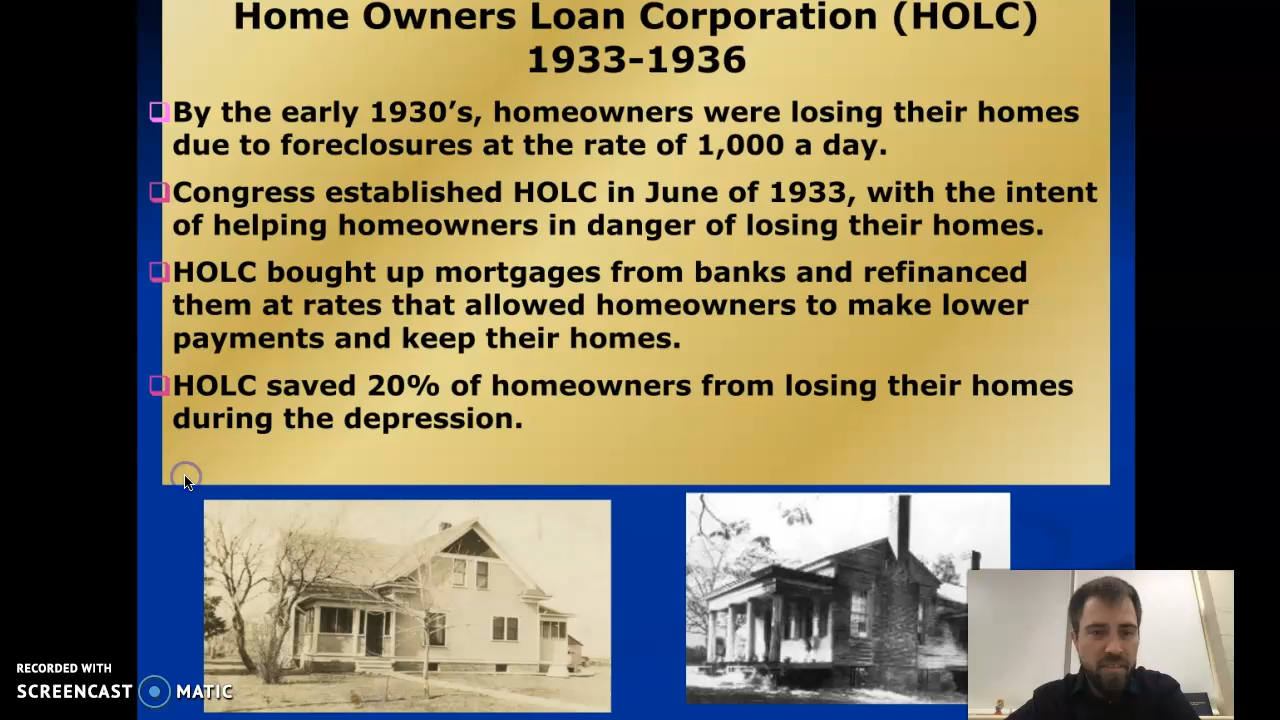 Home Owners Loan Corporation (HOLC)
1933-1936
By the early 1930’s, homeowners were losing their homes
due to foreclosures at the rate of 1,000 a day.
Congress established HOLC in June of 1933, with the intent
of helping homeowners in danger of losing their homes.
HOLC bought up mortgages from banks and refinanced
them at rates that allowed homeowners to make lower
payments and keep their homes.
HOLC saved 20% of homeowners from losing their homes
during the depression.
RECORDED WITH
SCREENCAST MATIC